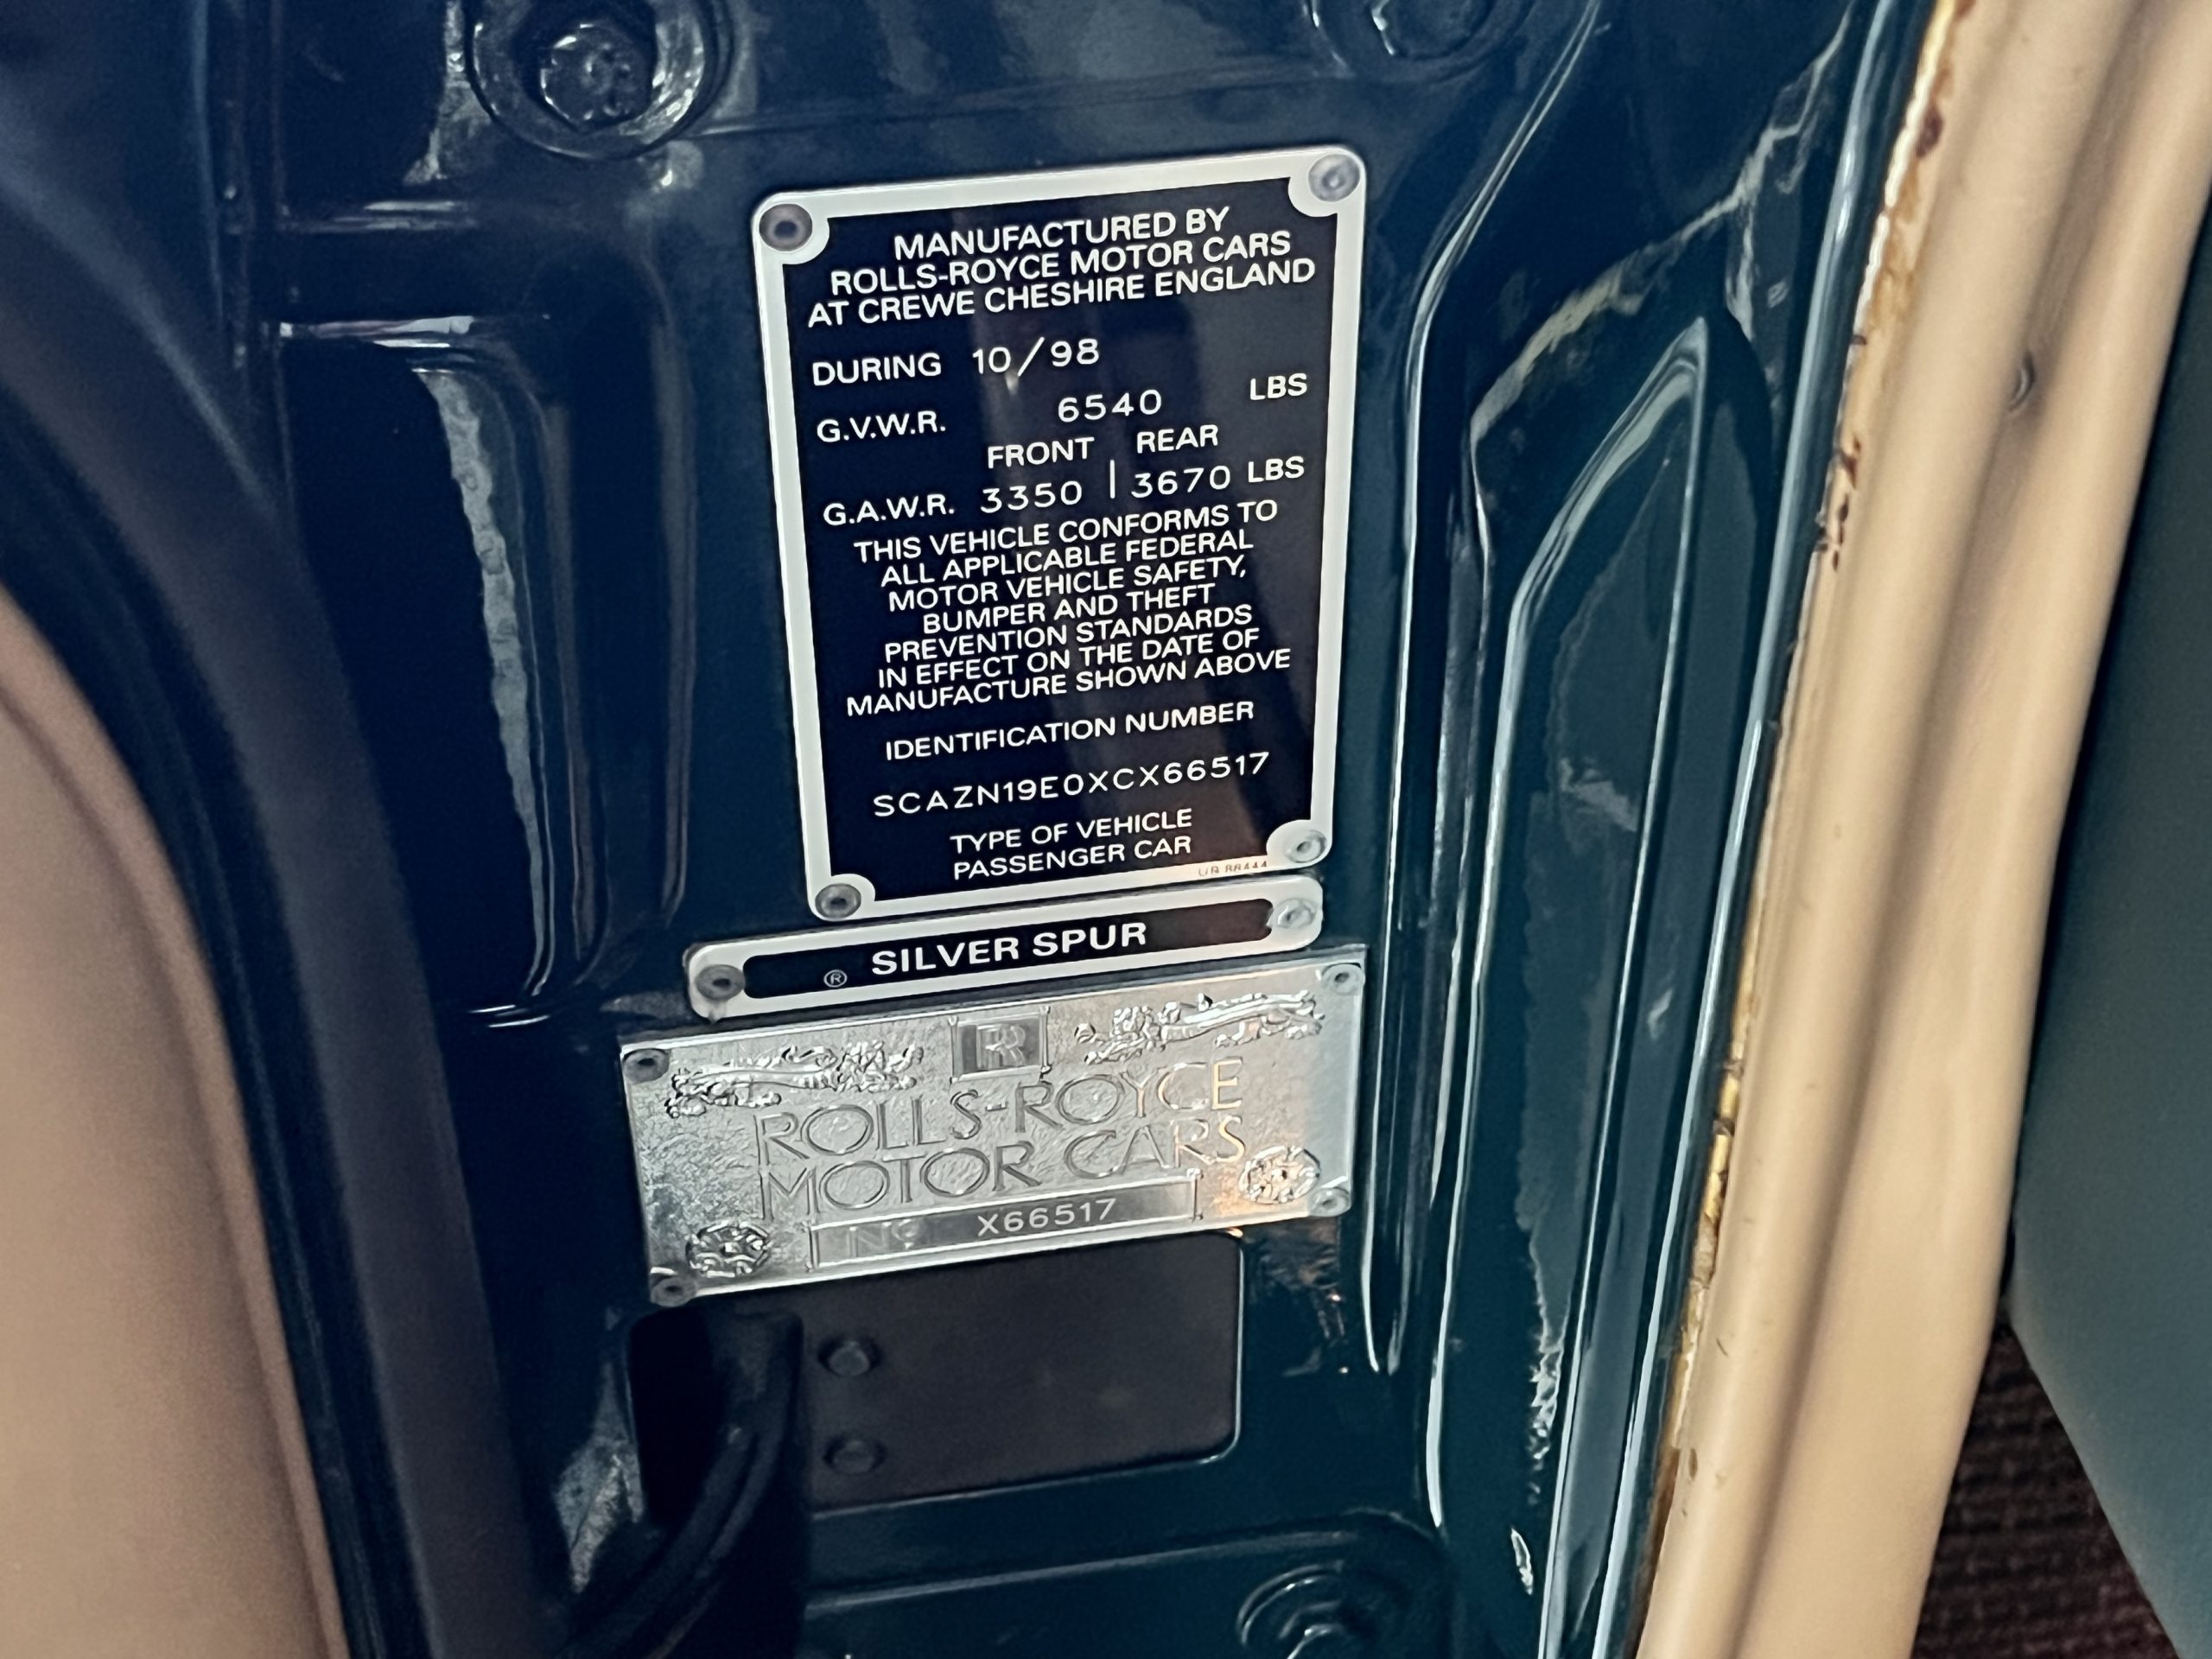 MANUFACTURED BY
ROLLS-ROYCE MOTOR CARS
AT CREWE CHESHIRE ENGLAND
DURING 10/98
G.V.W.R. 6540 LBS
FRONT REAR
G.A.W.R. 3350 | 3670 LBS
THIS VEHICLE CONFORMS TO
ALL APPLICABLE FEDERAL
MOTOR VEHICLE SAFETY,
BUMPER AND THEFT
PREVENTION STANDARDS
IN EFFECT ON THE DATE OF
MANUFACTURE SHOWN ABOVE
IDENTIFICATION NUMBER
SCAZN19E0XCX66517
TYPE OF VEHICLE
PASSENGER CAR
® SILVER SPUR
RR
ROLLS-ROYCE
MOTOR CARS
No X66517